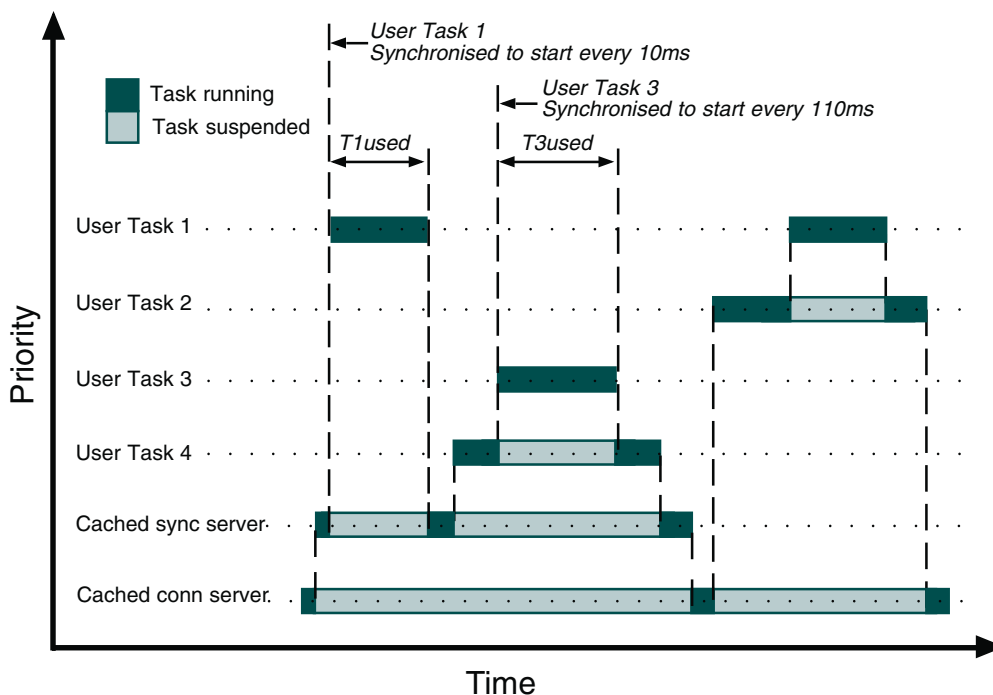 User Task 1
Synchronised to start every 10ms
User Task 3
Synchronised to start every 110ms
Task running
Task suspended
T1used
T3used
User Task 1
User Task 2
User Task 3
User Task 4
Cached sync server
Cached conn server
Priority
Time